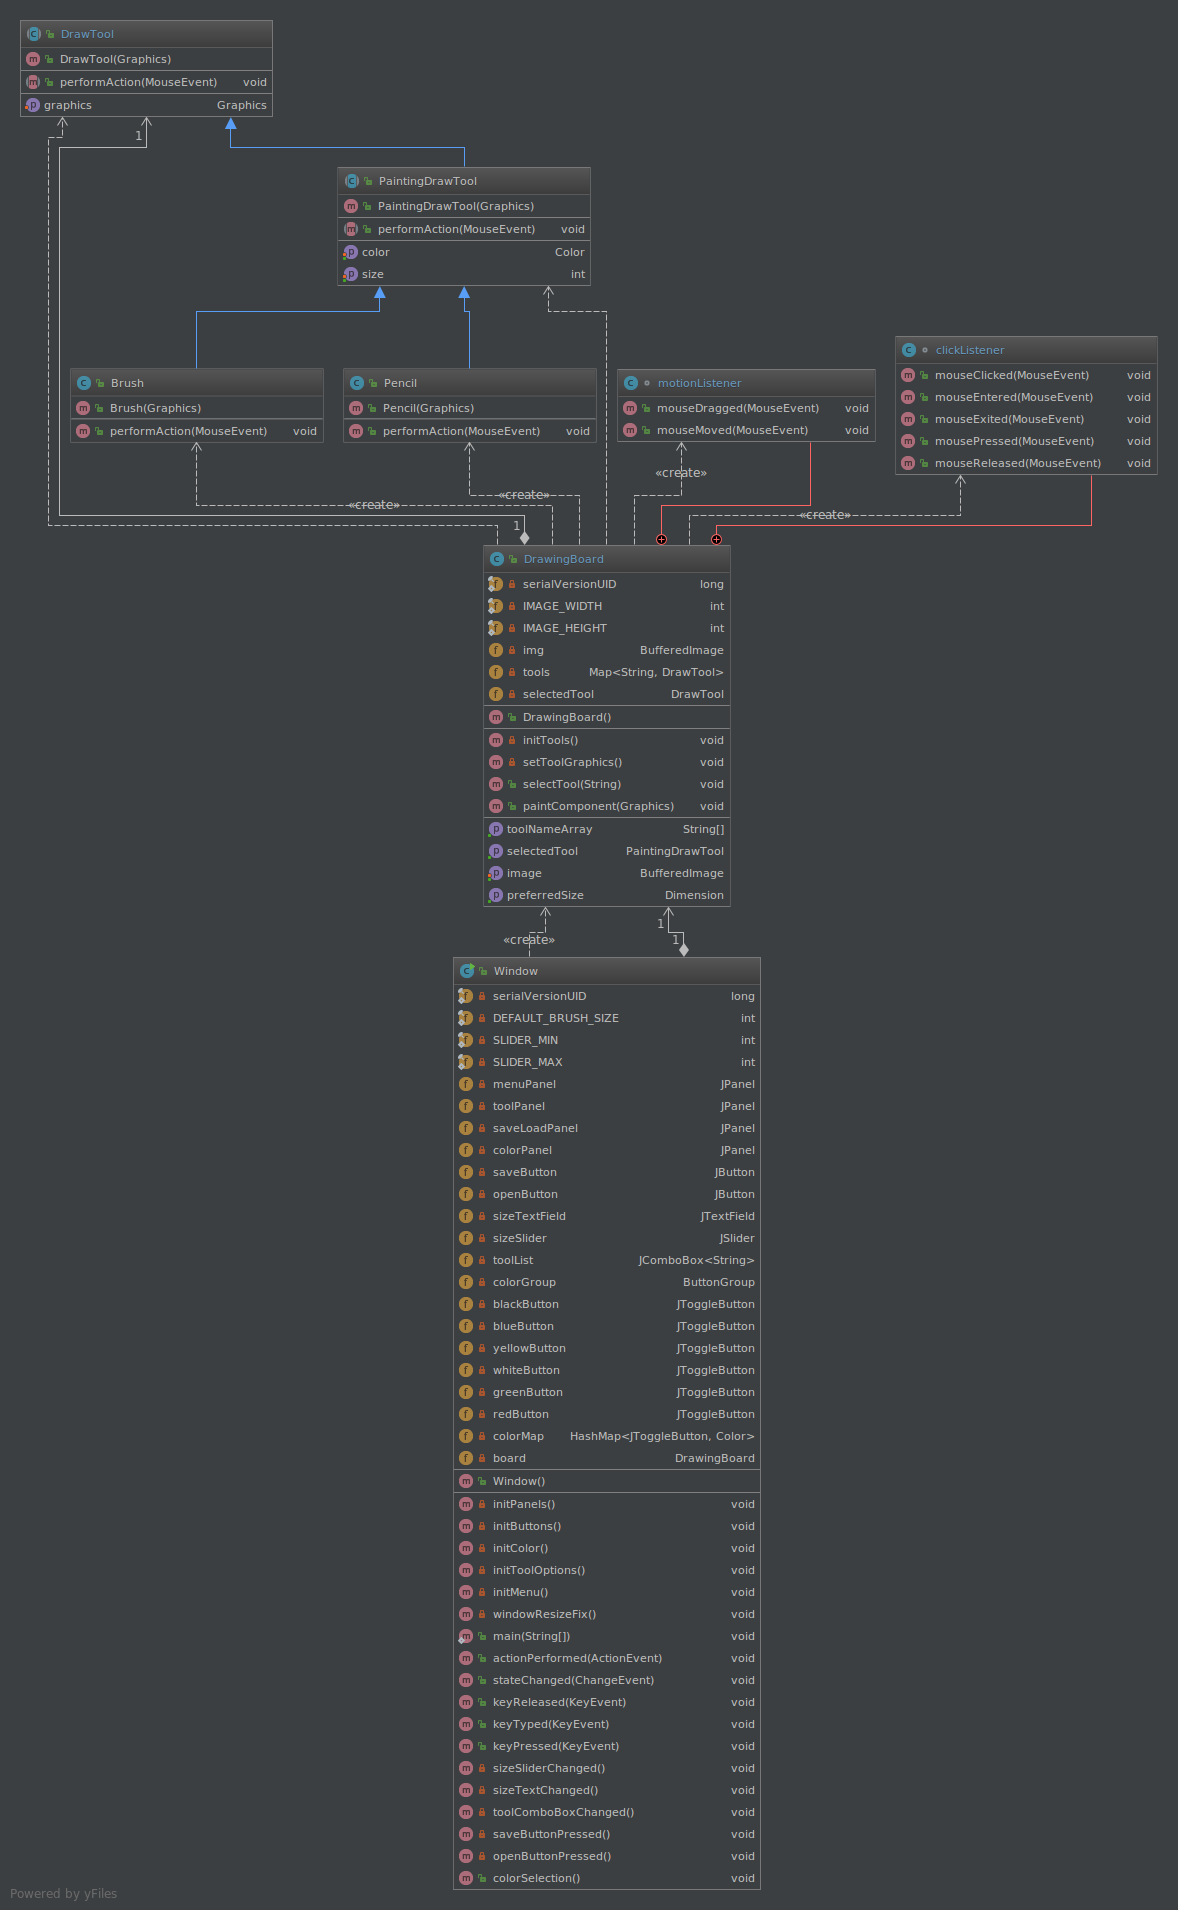 DrawTool
DrawTool(Graphics)
performAction(MouseEvent) void
graphics Graphics
1
PaintingDrawTool
PaintingDrawTool(Graphics)
performAction(MouseEvent) void
color Color
size int
Brush
Brush(Graphics)
performAction(MouseEvent) void
Pencil
Pencil(Graphics)
performAction(MouseEvent) void
motionListener
mouseDragged(MouseEvent) void
mouseMoved(MouseEvent) void
clickListener
mouseClicked(MouseEvent) void
mouseEntered(MouseEvent) void
mouseExited(MouseEvent) void
mousePressed(MouseEvent) void
mouseReleased(MouseEvent) void
«create»
«create»
«create»
«create»
1
DrawingBoard
serialVersionUID long
IMAGE_WIDTH int
IMAGE_HEIGHT int
img BufferedImage
tools Map<String, DrawTool>
selectedTool DrawTool
DrawingBoard()
initTools() void
setToolGraphics() void
selectTool(String) void
paintComponent(Graphics) void
toolNameArray String[]
selectedTool PaintingDrawTool
image BufferedImage
preferredSize Dimension
1
«create»
1
Window
serialVersionUID long
DEFAULT_BRUSH_SIZE int
SLIDER_MIN int
SLIDER_MAX int
menuPanel JPanel
toolPanel JPanel
saveLoadPanel JPanel
colorPanel JPanel
saveButton JButton
openButton JButton
sizeTextField JTextField
sizeSlider JSlider
toolList JComboBox<String>
colorGroup ButtonGroup
blackButton JToggleButton
blueButton JToggleButton
yellowButton JToggleButton
whiteButton JToggleButton
greenButton JToggleButton
redButton JToggleButton
colorMap HashMap<JToggleButton, Color>
board DrawingBoard
Window()
initPanels() void
initButtons() void
initColor() void
initToolOptions() void
initMenu() void
windowResizeFix() void
main(String[]) void
actionPerformed(ActionEvent) void
stateChanged(ChangeEvent) void
keyReleased(KeyEvent) void
keyTyped(KeyEvent) void
keyPressed(KeyEvent) void
sizeSliderChanged() void
sizeTextChanged() void
toolComboBoxChanged() void
saveButtonPressed() void
openButtonPressed() void
colorSelection() void
Powered by yFiles